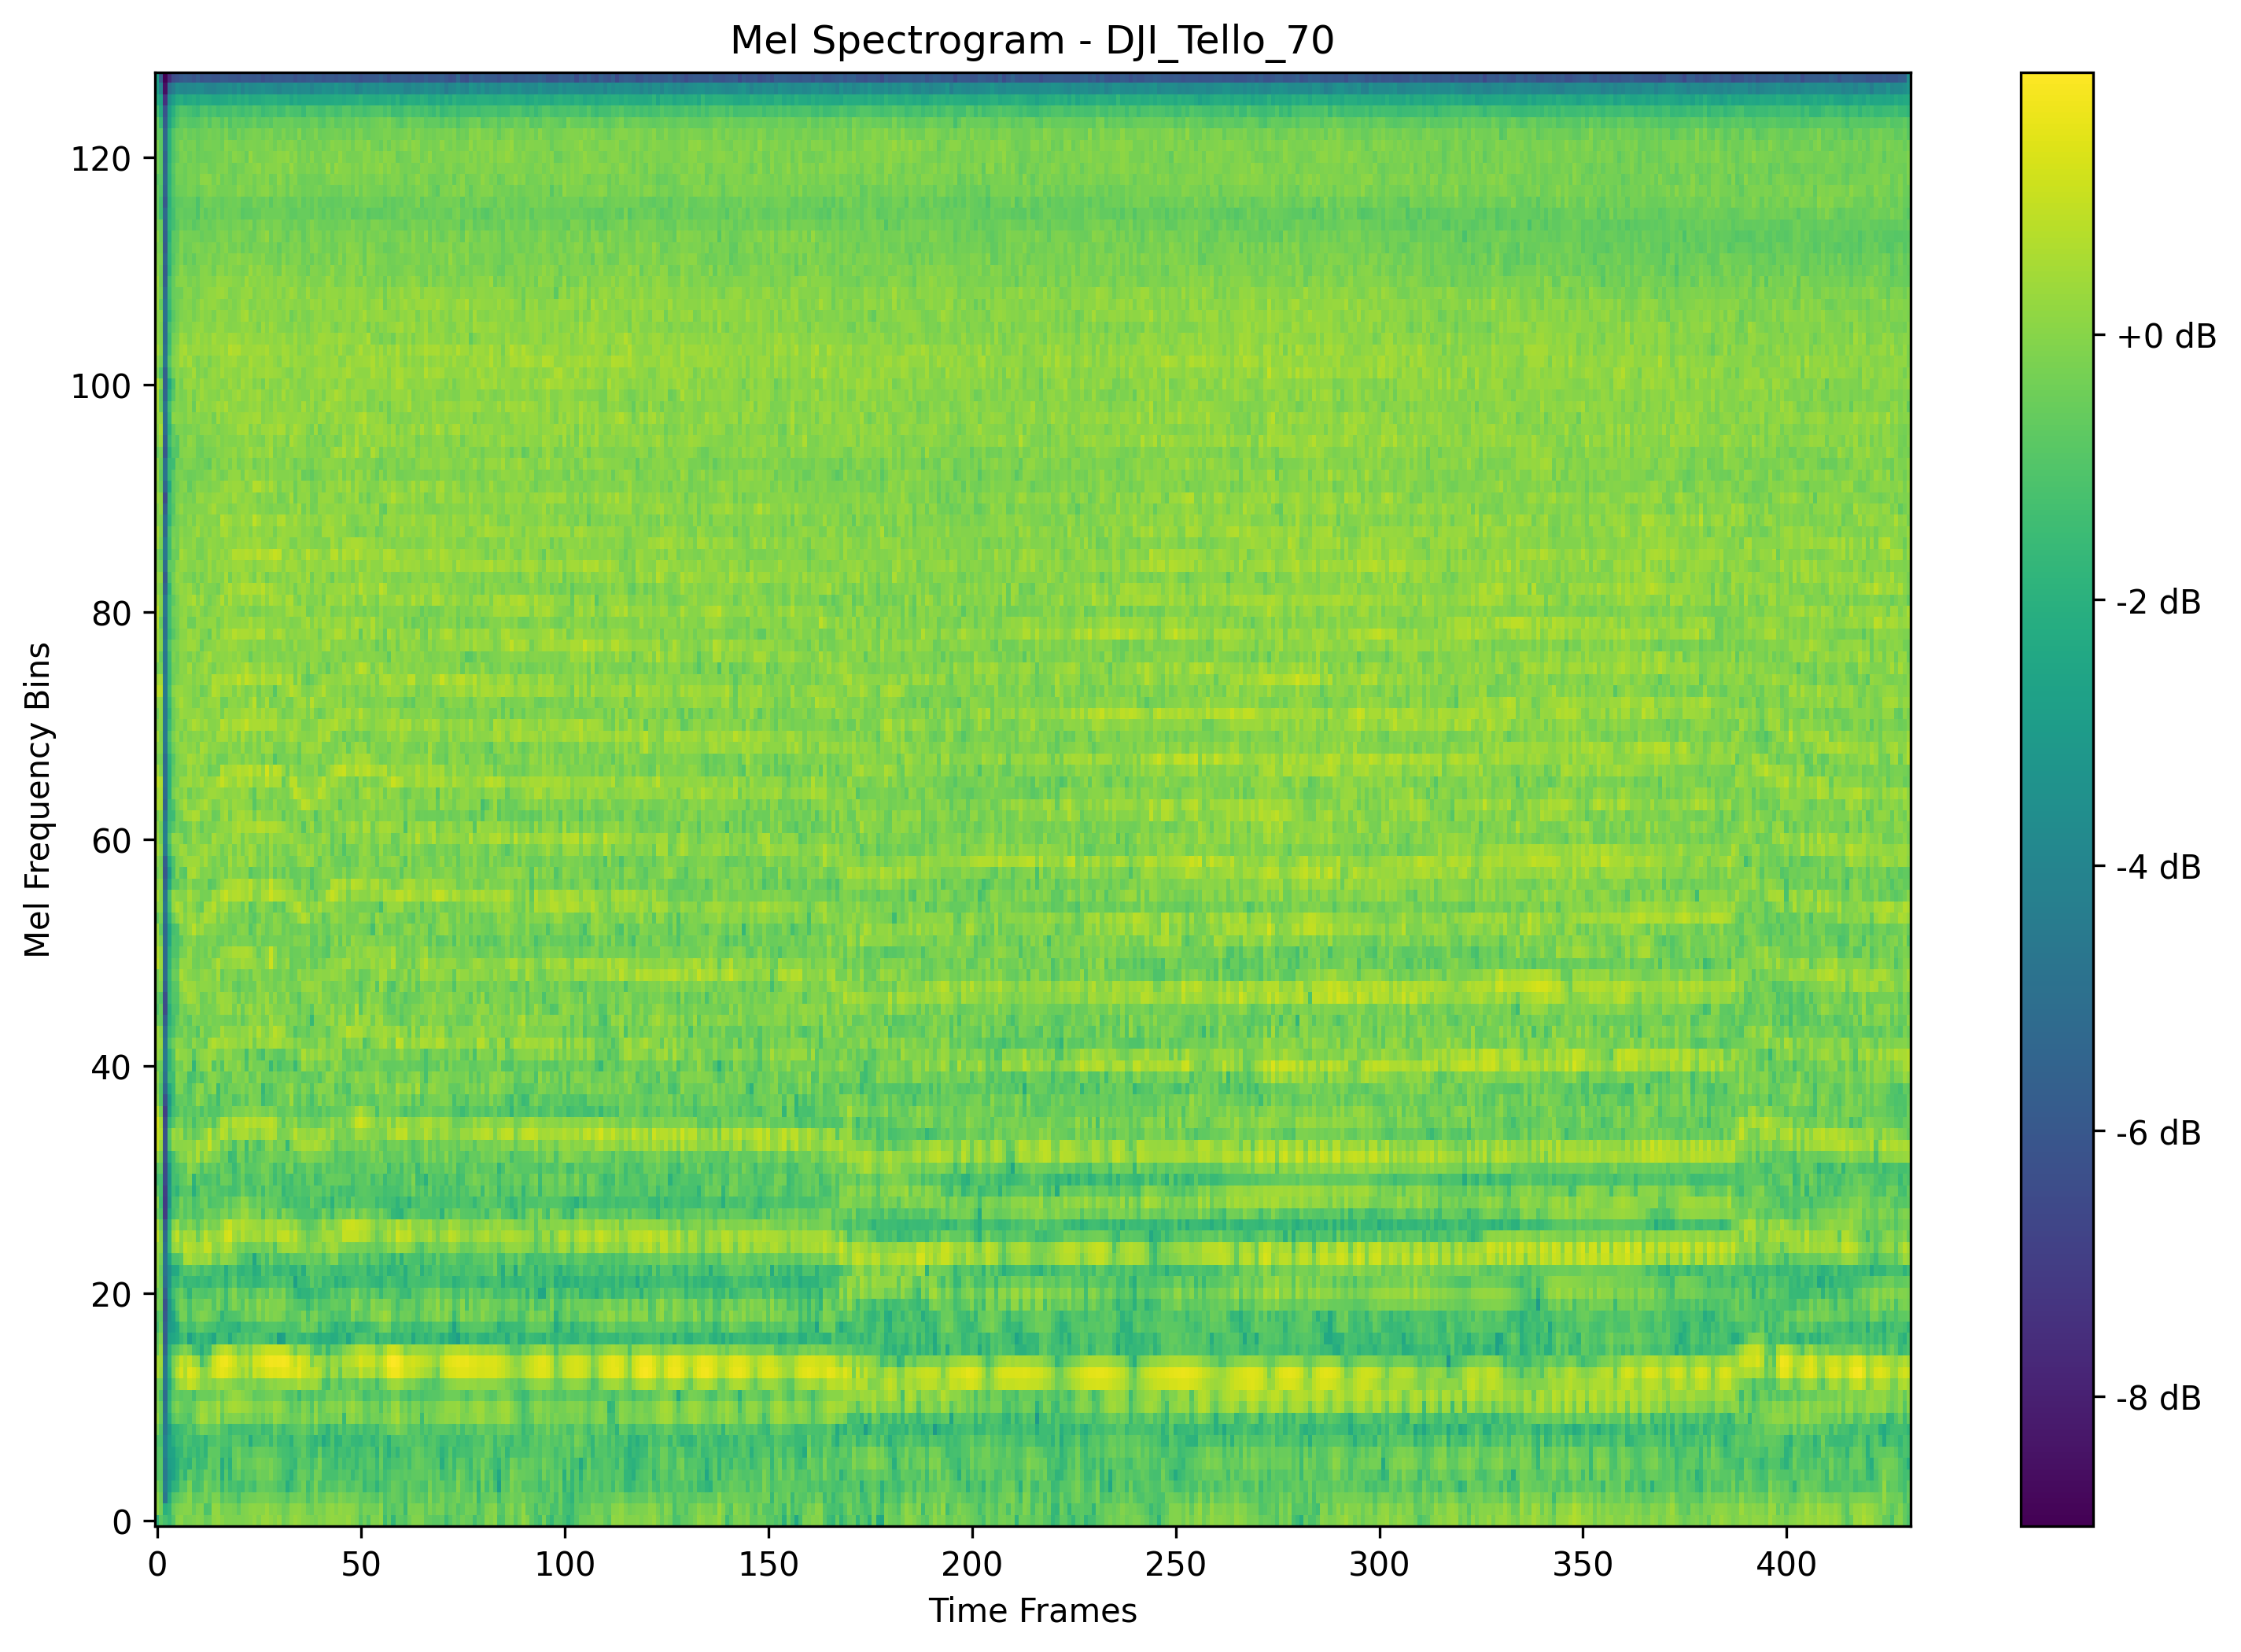 Mel Spectrogram - DJI_Tello_70
Mel Frequency Bins
120
100
80
60
40
20
0
0 50 100 150 200 250 300 350 400
Time Frames
+0 dB
-2 dB
-4 dB
-6 dB
-8 dB